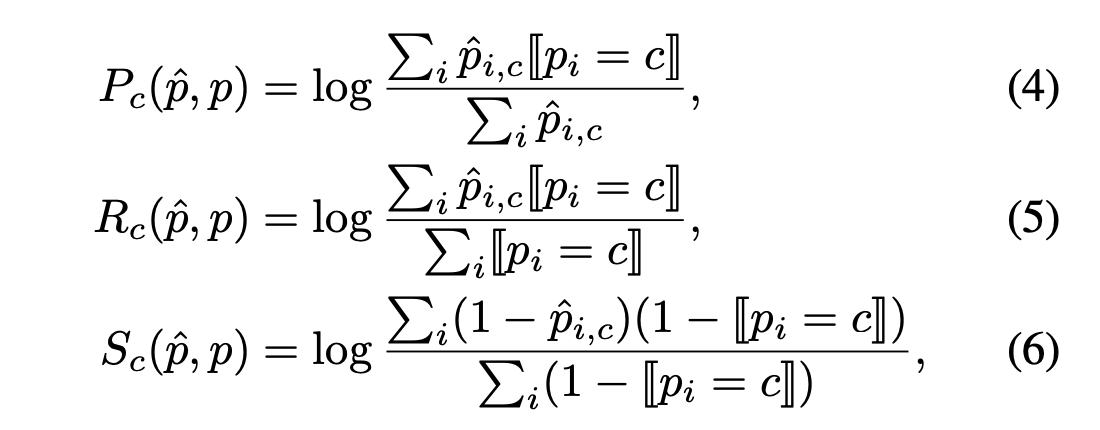 $P_c(\hat{p}, p) = \log \frac{\sum_i \hat{p}_{i,c} [\![ p_i = c ]\!]}{\sum_i \hat{p}_{i,c}},$ (4)
$R_c(\hat{p}, p) = \log \frac{\sum_i \hat{p}_{i,c} [\![ p_i = c ]\!]}{\sum_i [\![ p_i = c ]\!]},$ (5)
$S_c(\hat{p}, p) = \log \frac{\sum_i (1 - \hat{p}_{i,c})(1 - [\![ p_i = c ]\!])}{\sum_i (1 - [\![ p_i = c ]\!])},$ (6)